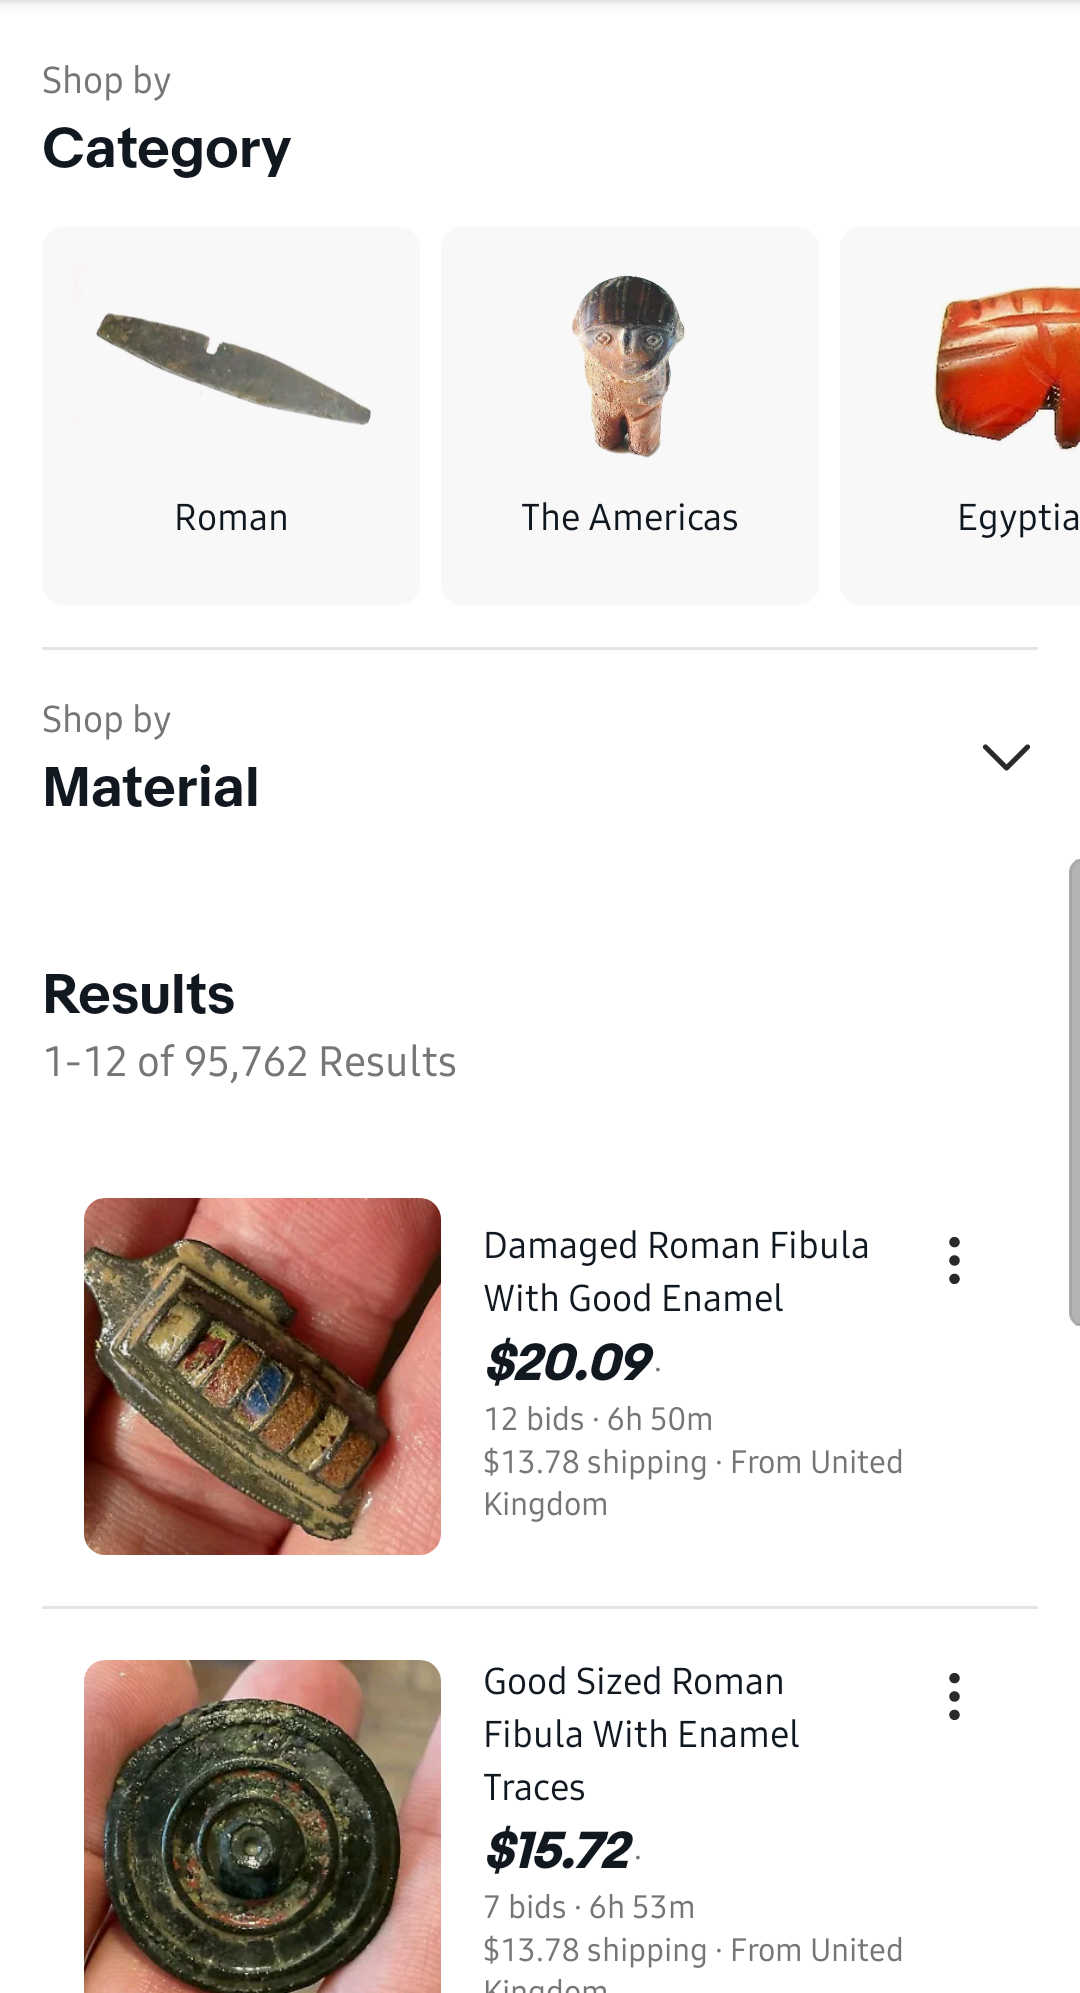 Shop by
Category
Roman
The Americas
Egyptia
Shop by
Material
Results
1-12 of 95,762 Results
Damaged Roman Fibula
With Good Enamel
$20.09 ·
12 bids · 6h 50m
$13.78 shipping · From United
Kingdom
Good Sized Roman
Fibula With Enamel
Traces
$15.72 ·
7 bids · 6h 53m
$13.78 shipping · From United
Kingdom